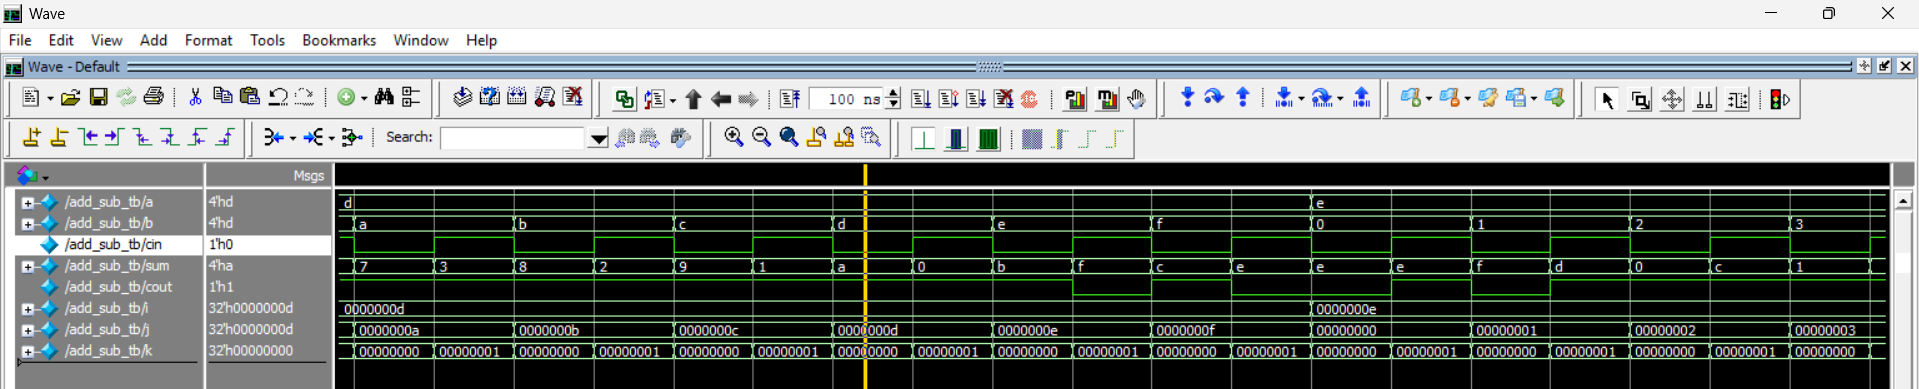 Wave
File Edit View Add Format Tools Bookmarks Window Help
Wave - Default
100 ns
Search:
Msgs
/add_sub_tb/a 4'hd d e
/add_sub_tb/b 4'hd a b c d e f 0 1 2 3
/add_sub_tb/cin 1'h0
/add_sub_tb/sum 4'ha 7 3 8 2 9 1 a 0 b f c e e e f d 0 c 1
/add_sub_tb/cout 1'h1
/add_sub_tb/i 32'h0000000d 0000000d 0000000e
/add_sub_tb/j 32'h0000000d 0000000a 0000000b 0000000c 0000000d 0000000e 0000000f 00000000 00000001 00000002 00000003
/add_sub_tb/k 32'h00000000 00000000 00000001 00000000 00000001 00000000 00000001 00000000 00000001 00000000 00000001 00000000 00000001 00000000 00000001 00000000 00000001 00000000 00000001 00000000